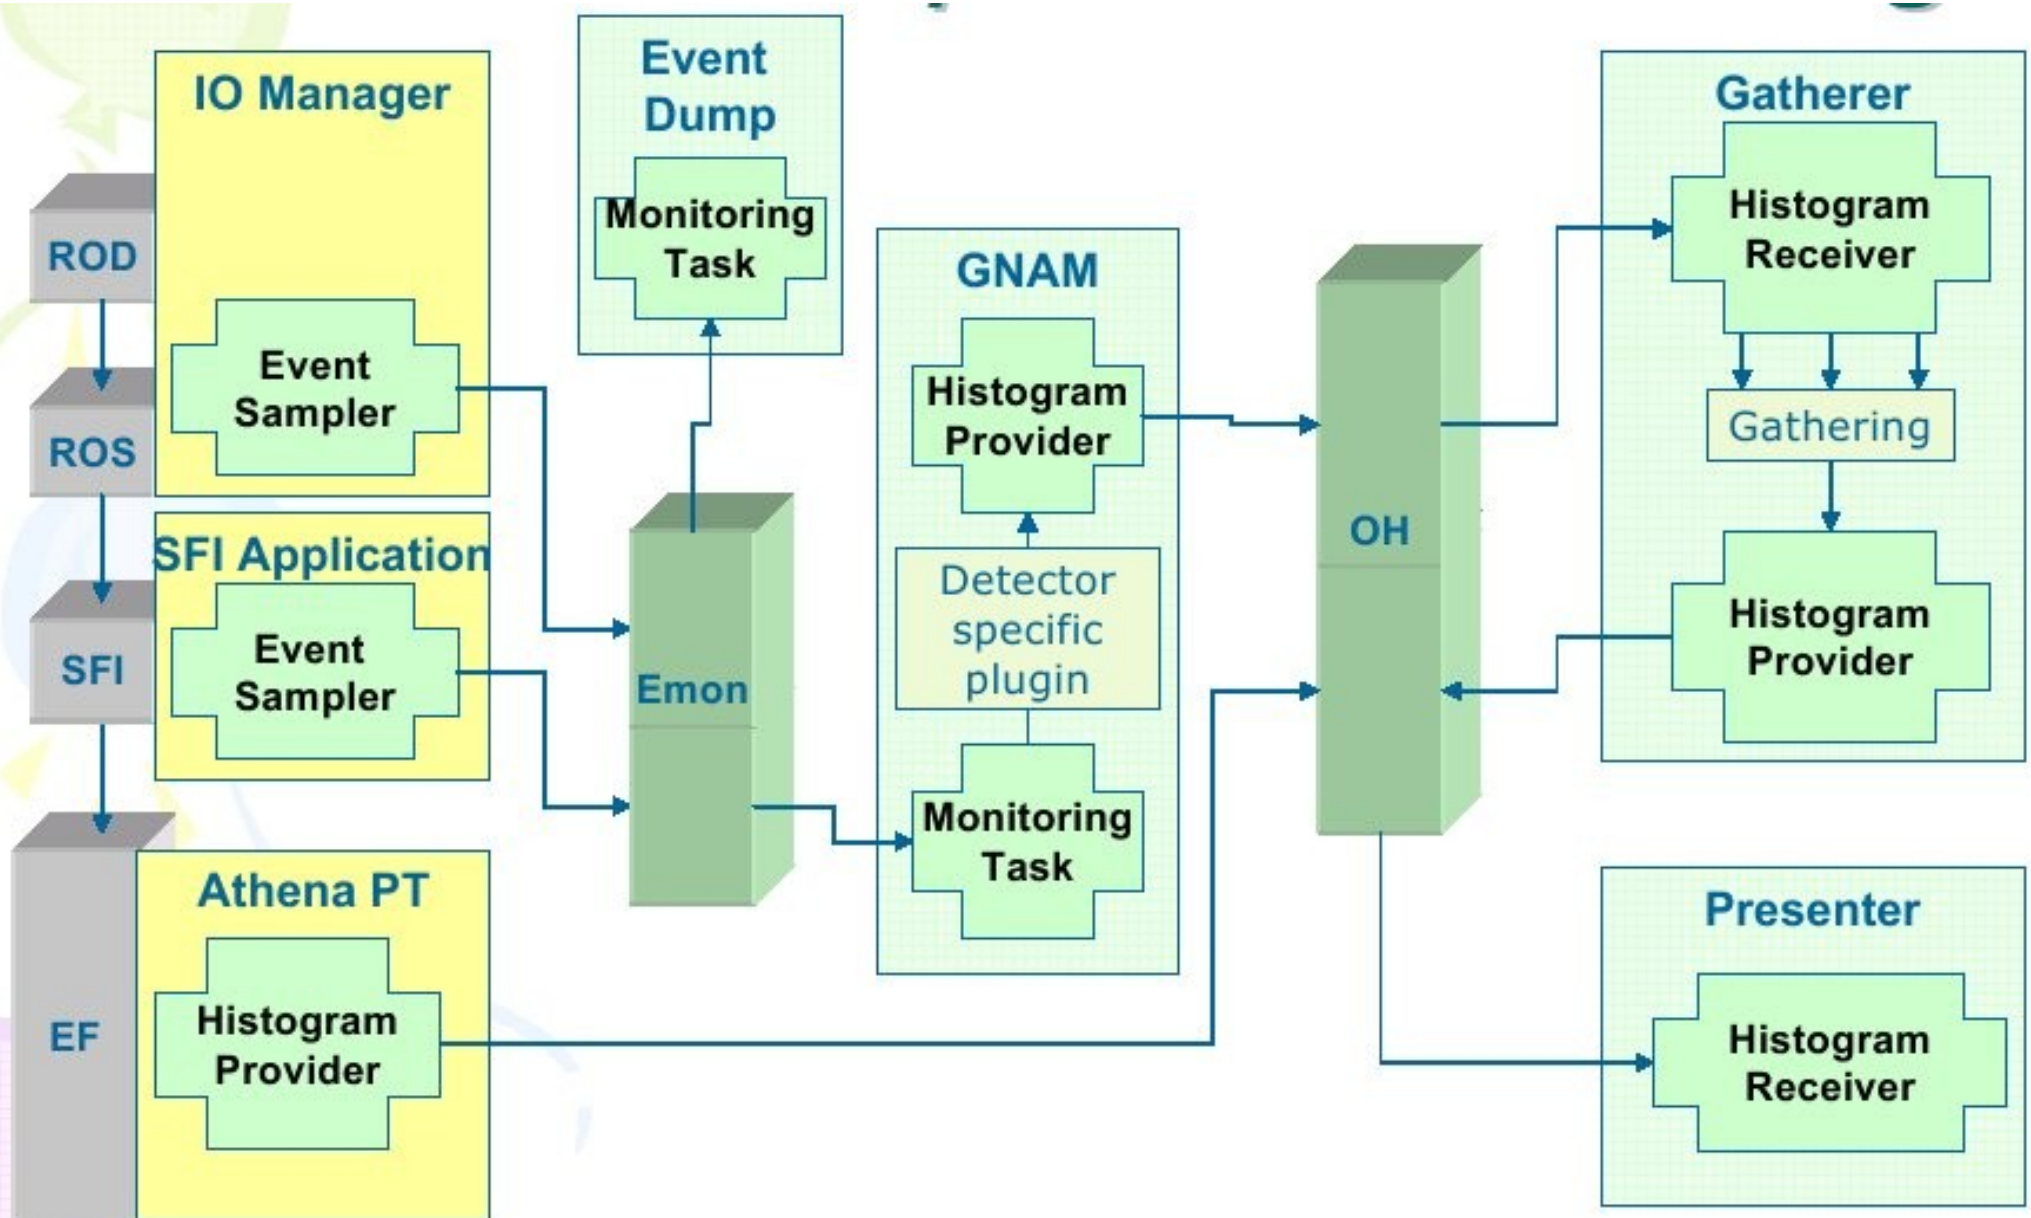 IO Manager
ROD
Event
Sampler
ROS
SFI Application
Event
Sampler
SFI
Athena PT
Histogram
Provider
EF
Event
Dump
Monitoring
Task
Emon
GNAM
Histogram
Provider
Detector
specific
plugin
Monitoring
Task
OH
Gatherer
Histogram
Receiver
Gathering
Histogram
Provider
Presenter
Histogram
Receiver